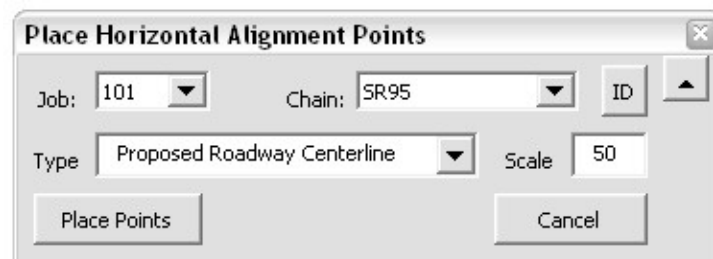 Place Horizontal Alignment Points
Job: 101 Chain: SR95 ID
Type Proposed Roadway Centerline Scale 50
Place Points Cancel